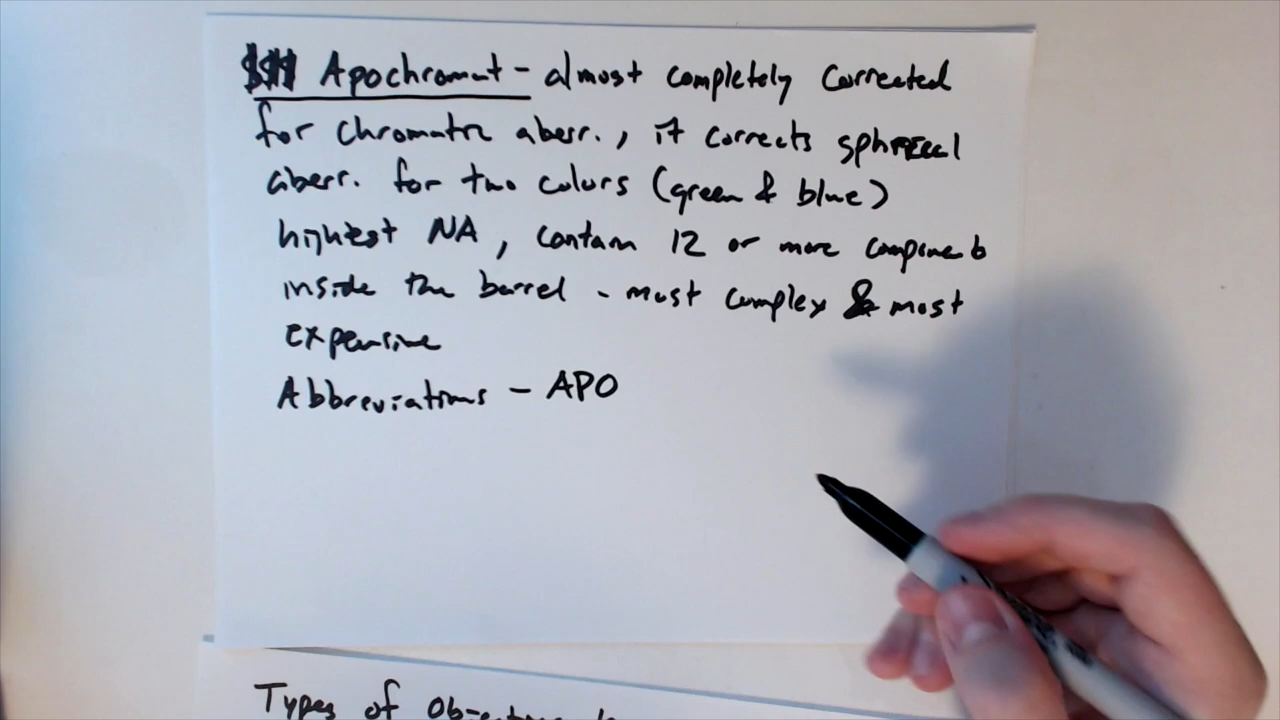 $$$ Apochromat - almost completely corrected
for chromatic aberr., it corrects spherical
aberr. for two colors (green & blue)
highest NA, contain 12 or more components
inside the barrel - most complex & most
expensive
Abbreviations - APO
Types of